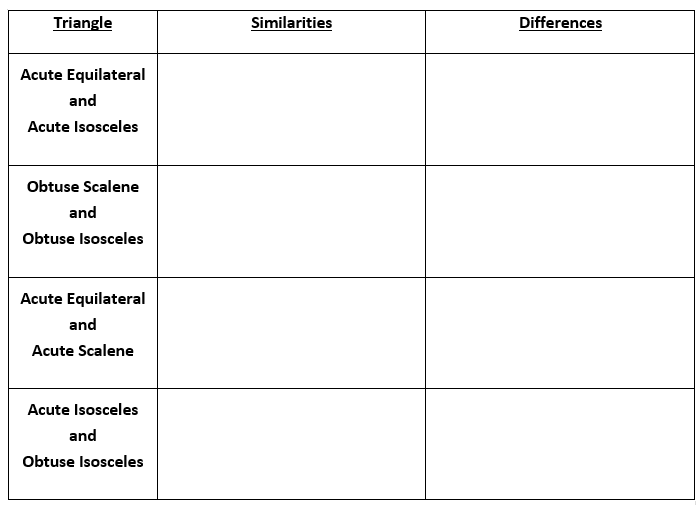 Triangle
Similarities
Differences
Acute Equilateral
and
Acute Isosceles
Obtuse Scalene
and
Obtuse Isosceles
Acute Equilateral
and
Acute Scalene
Acute Isosceles
and
Obtuse Isosceles